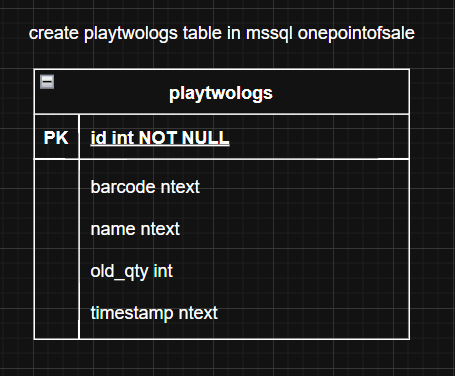 create playtwologs table in mssql onepointofsale
playtwologs
PK id int NOT NULL
barcode ntext
name ntext
old_qty int
timestamp ntext